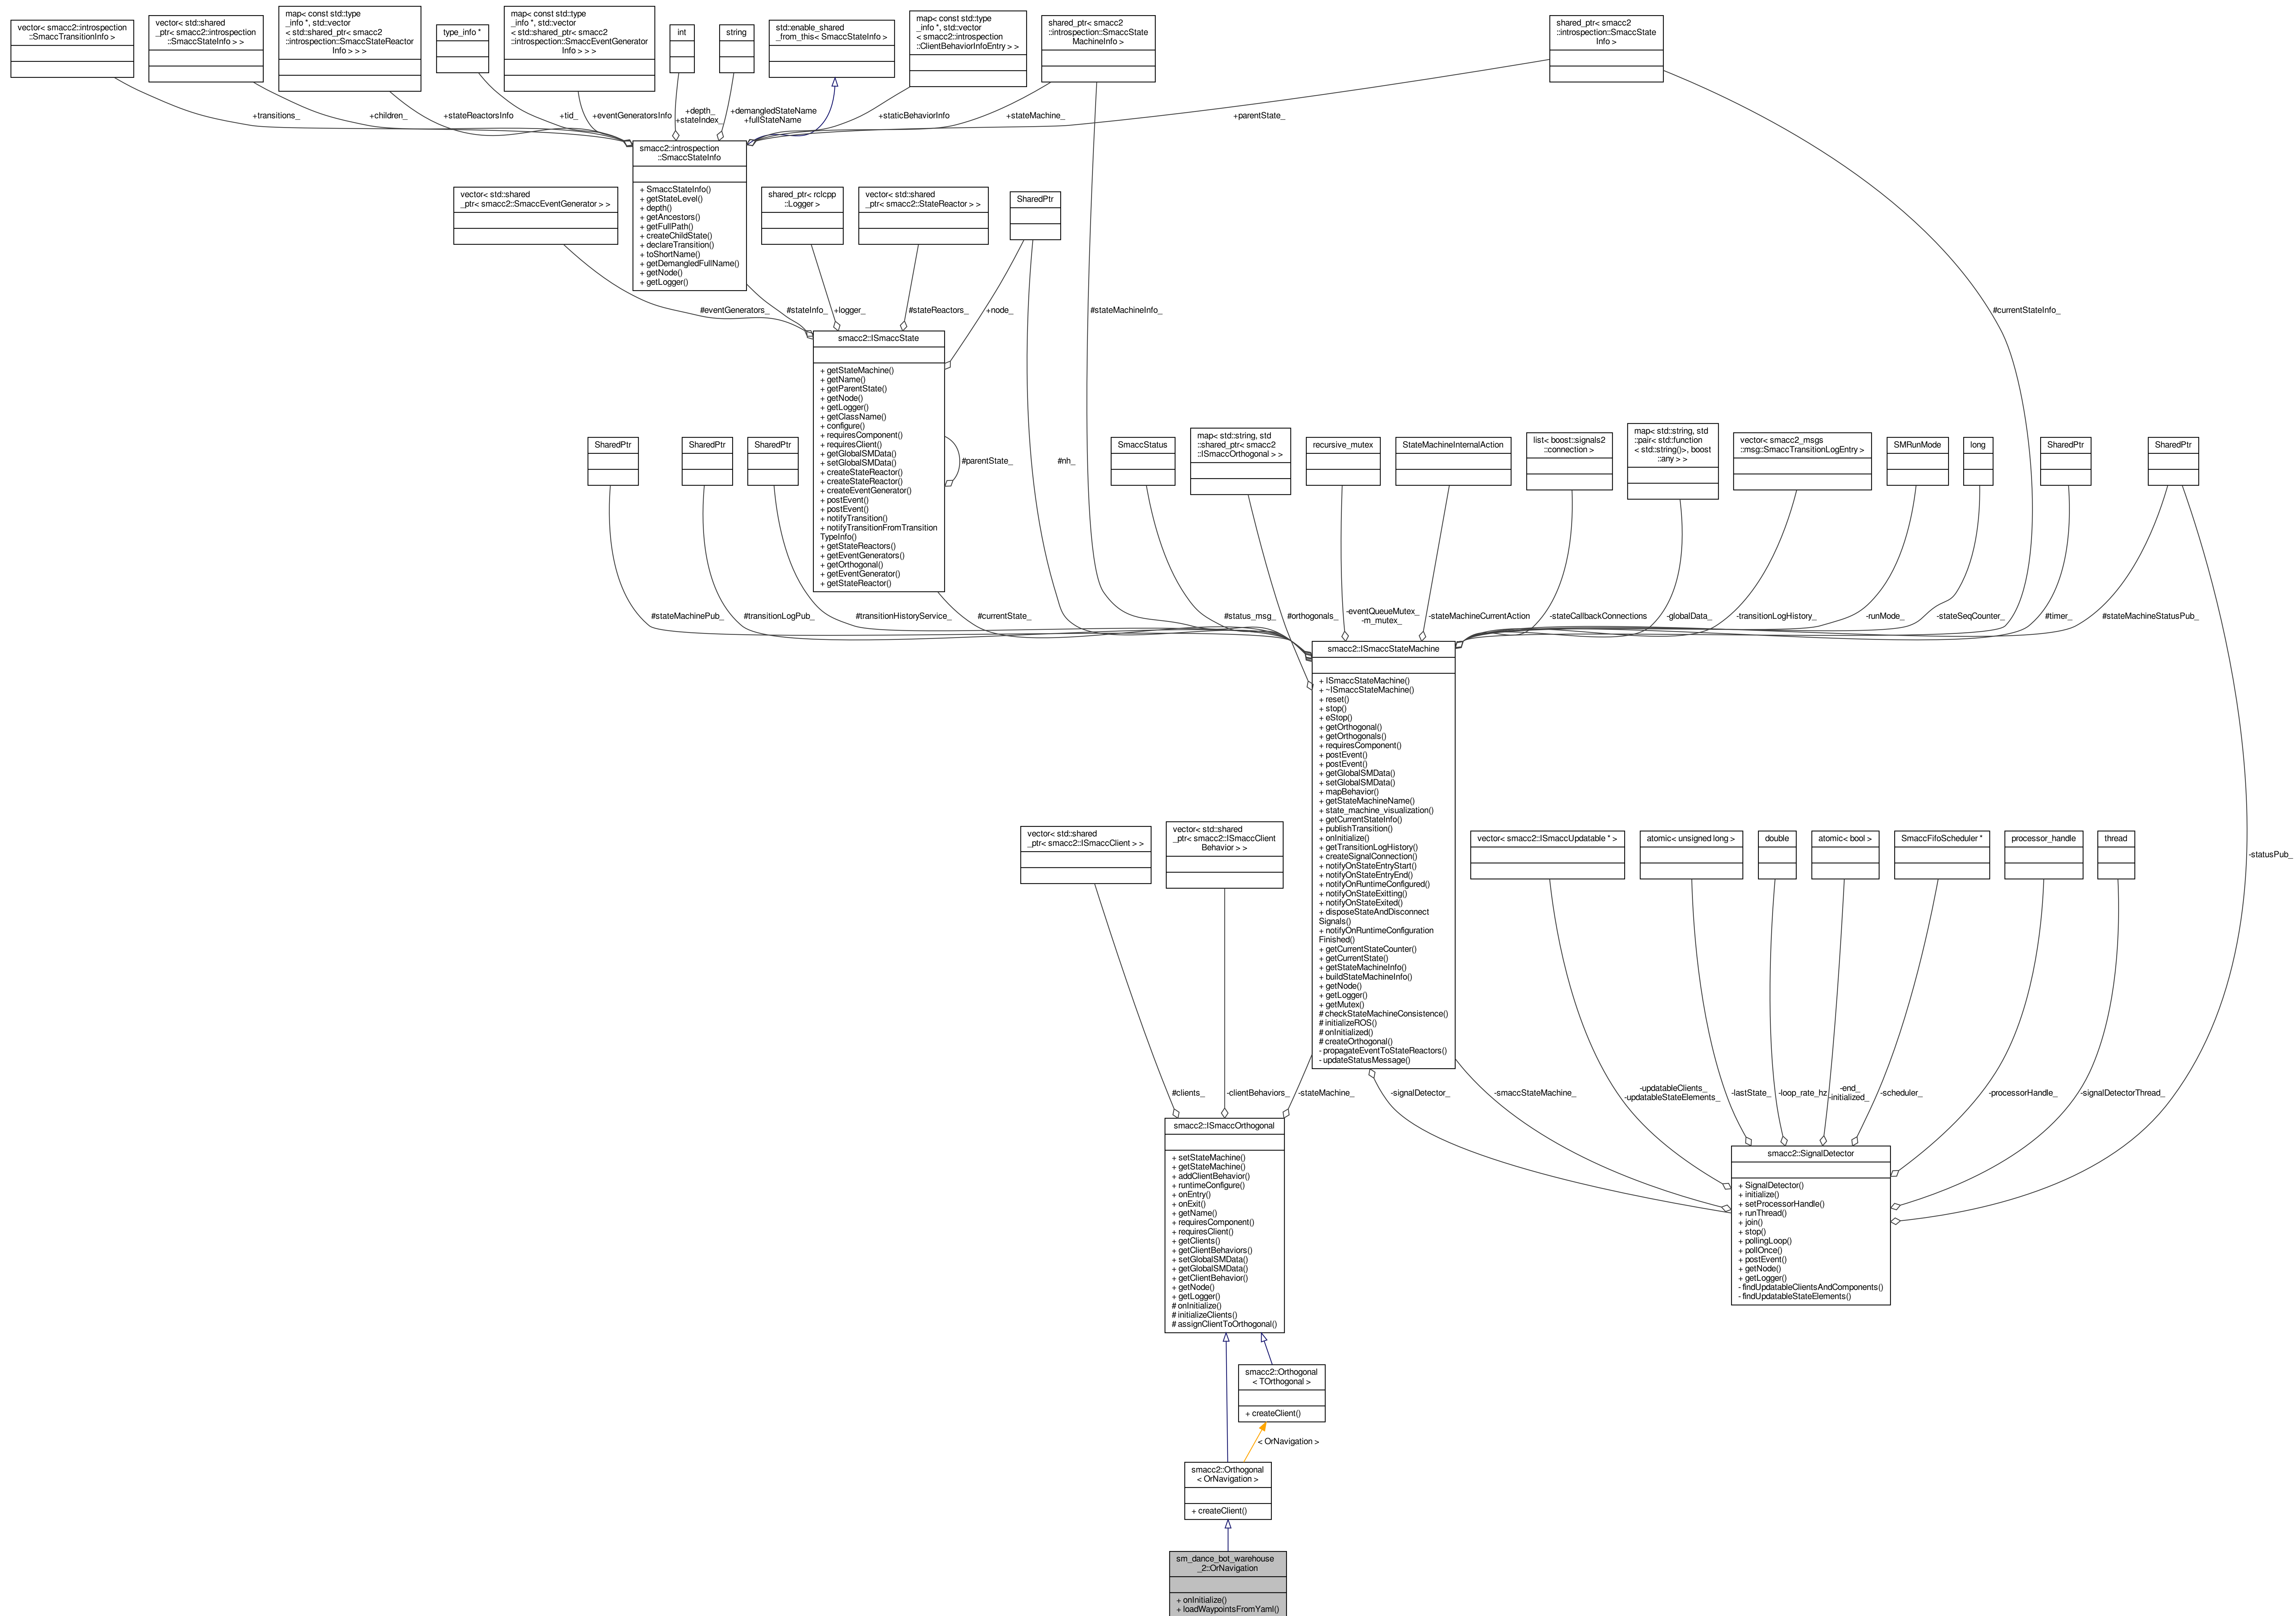 vector< smacc2::introspection
::SmaccTransitionInfo >
vector< std::shared
_ptr< smacc2::introspection
::SmaccStateInfo > >
map< const std::type
_info *, std::vector
< std::shared_ptr< smacc2
::introspection::SmaccStateReactor
Info > > >
type_info *
map< const std::type
_info *, std::vector
< std::shared_ptr< smacc2
::introspection::SmaccEventGenerator
Info > > >
int
string
std::enable_shared
_from_this< SmaccStateInfo >
map< const std::type
_info *, std::vector
< smacc2::introspection
::ClientBehaviorInfoEntry > >
shared_ptr< smacc2
::introspection::SmaccState
MachineInfo >
shared_ptr< smacc2
::introspection::SmaccState
Info >
+transitions_
+children_
+stateReactorsInfo
+tid_
+eventGeneratorsInfo
+depth_
+stateIndex_
+demangledStateName
+fullStateName
+staticBehaviorInfo
+stateMachine_
+parentState_
smacc2::introspection
::SmaccStateInfo
+ SmaccStateInfo()
+ getStateLevel()
+ depth()
+ getAncestors()
+ getFullPath()
+ createChildState()
+ declareTransition()
+ toShortName()
+ getDemangledFullName()
+ getNode()
+ getLogger()
vector< std::shared
_ptr< smacc2::SmaccEventGenerator > >
shared_ptr< rclcpp
::Logger >
vector< std::shared
_ptr< smacc2::StateReactor > >
SharedPtr
#eventGenerators_
#stateInfo_
+logger_
#stateReactors_
+node_
#stateMachineInfo_
#currentStateInfo_
smacc2::ISmaccState
+ getStateMachine()
+ getName()
+ getParentState()
+ getNode()
+ getLogger()
+ getClassName()
+ configure()
+ requiresComponent()
+ requiresClient()
+ getGlobalSMData()
+ setGlobalSMData()
+ createStateReactor()
+ createStateReactor()
+ createEventGenerator()
+ postEvent()
+ postEvent()
+ notifyTransition()
+ notifyTransitionFromTransition
TypeInfo()
+ getStateReactors()
+ getEventGenerators()
+ getOrthogonal()
+ getEventGenerator()
+ getStateReactor()
#parentState_
#nh_
SharedPtr
SharedPtr
SharedPtr
SmaccStatus
map< std::string, std
::shared_ptr< smacc2
::ISmaccOrthogonal > >
recursive_mutex
StateMachineInternalAction
list< boost::signals2
::connection >
map< std::string, std
::pair< std::function
< std::string()>, boost
::any > >
vector< smacc2_msgs
::msg::SmaccTransitionLogEntry >
SMRunMode
long
SharedPtr
SharedPtr
#stateMachinePub_
#transitionLogPub_
#transitionHistoryService_
#currentState_
#status_msg_
#orthogonals_
-eventQueueMutex_
-m_mutex_
-stateMachineCurrentAction
-stateCallbackConnections
-globalData_
-transitionLogHistory_
-runMode_
-stateSeqCounter_
#timer_
#stateMachineStatusPub_
smacc2::ISmaccStateMachine
+ ISmaccStateMachine()
+ ~ISmaccStateMachine()
+ reset()
+ stop()
+ eStop()
+ getOrthogonal()
+ getOrthogonals()
+ requiresComponent()
+ postEvent()
+ postEvent()
+ getGlobalSMData()
+ setGlobalSMData()
+ mapBehavior()
+ getStateMachineName()
+ state_machine_visualization()
+ getCurrentStateInfo()
+ publishTransition()
+ onInitialize()
+ getTransitionLogHistory()
+ createSignalConnection()
+ notifyOnStateEntryStart()
+ notifyOnStateEntryEnd()
+ notifyOnRuntimeConfigured()
+ notifyOnStateExitting()
+ notifyOnStateExited()
+ disposeStateAndDisconnect
Signals()
+ notifyOnRuntimeConfiguration
Finished()
+ getCurrentStateCounter()
+ getCurrentState()
+ getStateMachineInfo()
+ buildStateMachineInfo()
+ getNode()
+ getLogger()
+ getMutex()
# checkStateMachineConsistence()
# initializeROS()
# onInitialized()
# createOrthogonal()
- propagateEventToStateReactors()
- updateStatusMessage()
vector< std::shared
_ptr< smacc2::ISmaccClient > >
vector< std::shared
_ptr< smacc2::ISmaccClient
Behavior > >
vector< smacc2::ISmaccUpdatable * >
atomic< unsigned long >
double
atomic< bool >
SmaccFifoScheduler *
processor_handle
thread
-statusPub_
#clients_
-clientBehaviors_
-stateMachine_
-signalDetector_
-smaccStateMachine_
-updatableClients_
-updatableStateElements_
-lastState_
-loop_rate_hz
-end_
-initialized_
-scheduler_
-processorHandle_
-signalDetectorThread_
smacc2::ISmaccOrthogonal
+ setStateMachine()
+ getStateMachine()
+ addClientBehavior()
+ runtimeConfigure()
+ onEntry()
+ onExit()
+ getName()
+ requiresComponent()
+ requiresClient()
+ getClients()
+ getClientBehaviors()
+ setGlobalSMData()
+ getGlobalSMData()
+ getClientBehavior()
+ getNode()
+ getLogger()
# onInitialize()
# initializeClients()
# assignClientToOrthogonal()
smacc2::SignalDetector
+ SignalDetector()
+ initialize()
+ setProcessorHandle()
+ runThread()
+ join()
+ stop()
+ pollingLoop()
+ pollOnce()
+ postEvent()
+ getNode()
+ getLogger()
- findUpdatableClientsAndComponents()
- findUpdatableStateElements()
smacc2::Orthogonal
< TOrthogonal >
+ createClient()
< OrNavigation >
smacc2::Orthogonal
< OrNavigation >
+ createClient()
sm_dance_bot_warehouse
_2::OrNavigation
+ onInitialize()
+ loadWaypointsFromYaml()